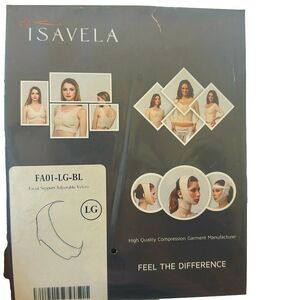 ISAVELA
FA01-LG-BL
Facial Support Adjustable Velcro
LG
High Quality Compression Garment Manufacturer
FEEL THE DIFFERENCE